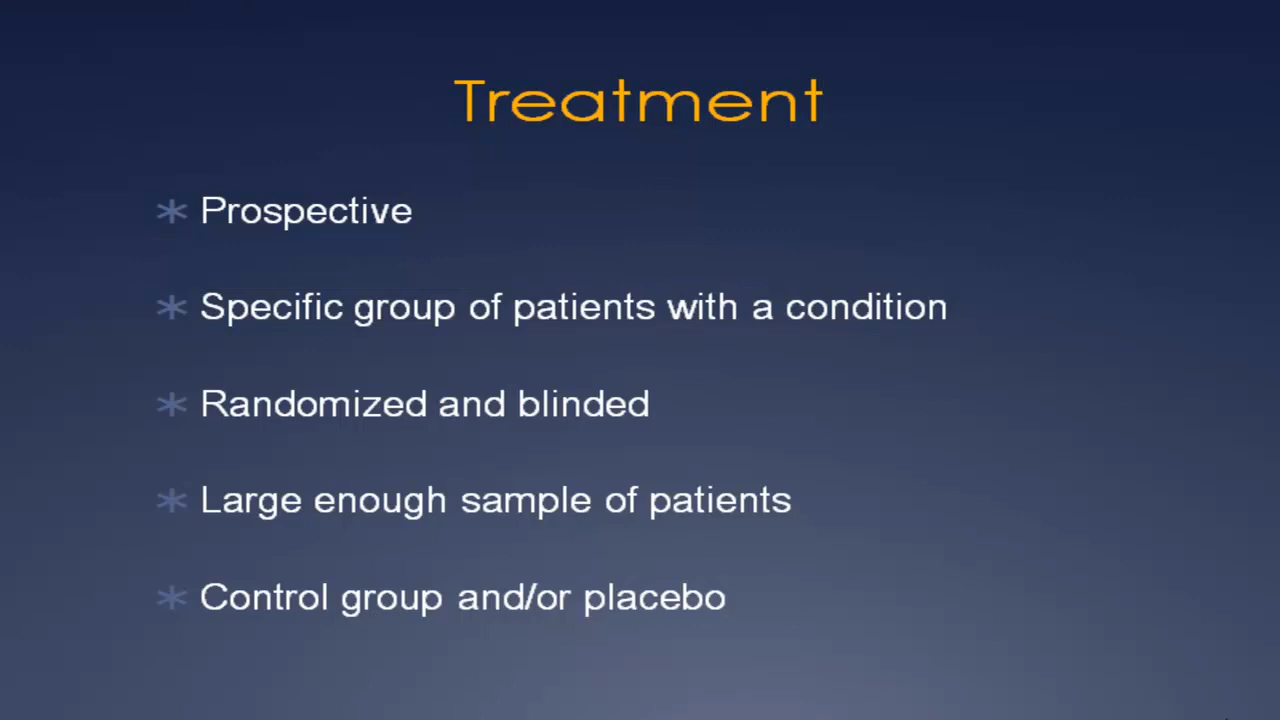 Treatment
Prospective
Specific group of patients with a condition
Randomized and blinded
Large enough sample of patients
Control group and/or placebo